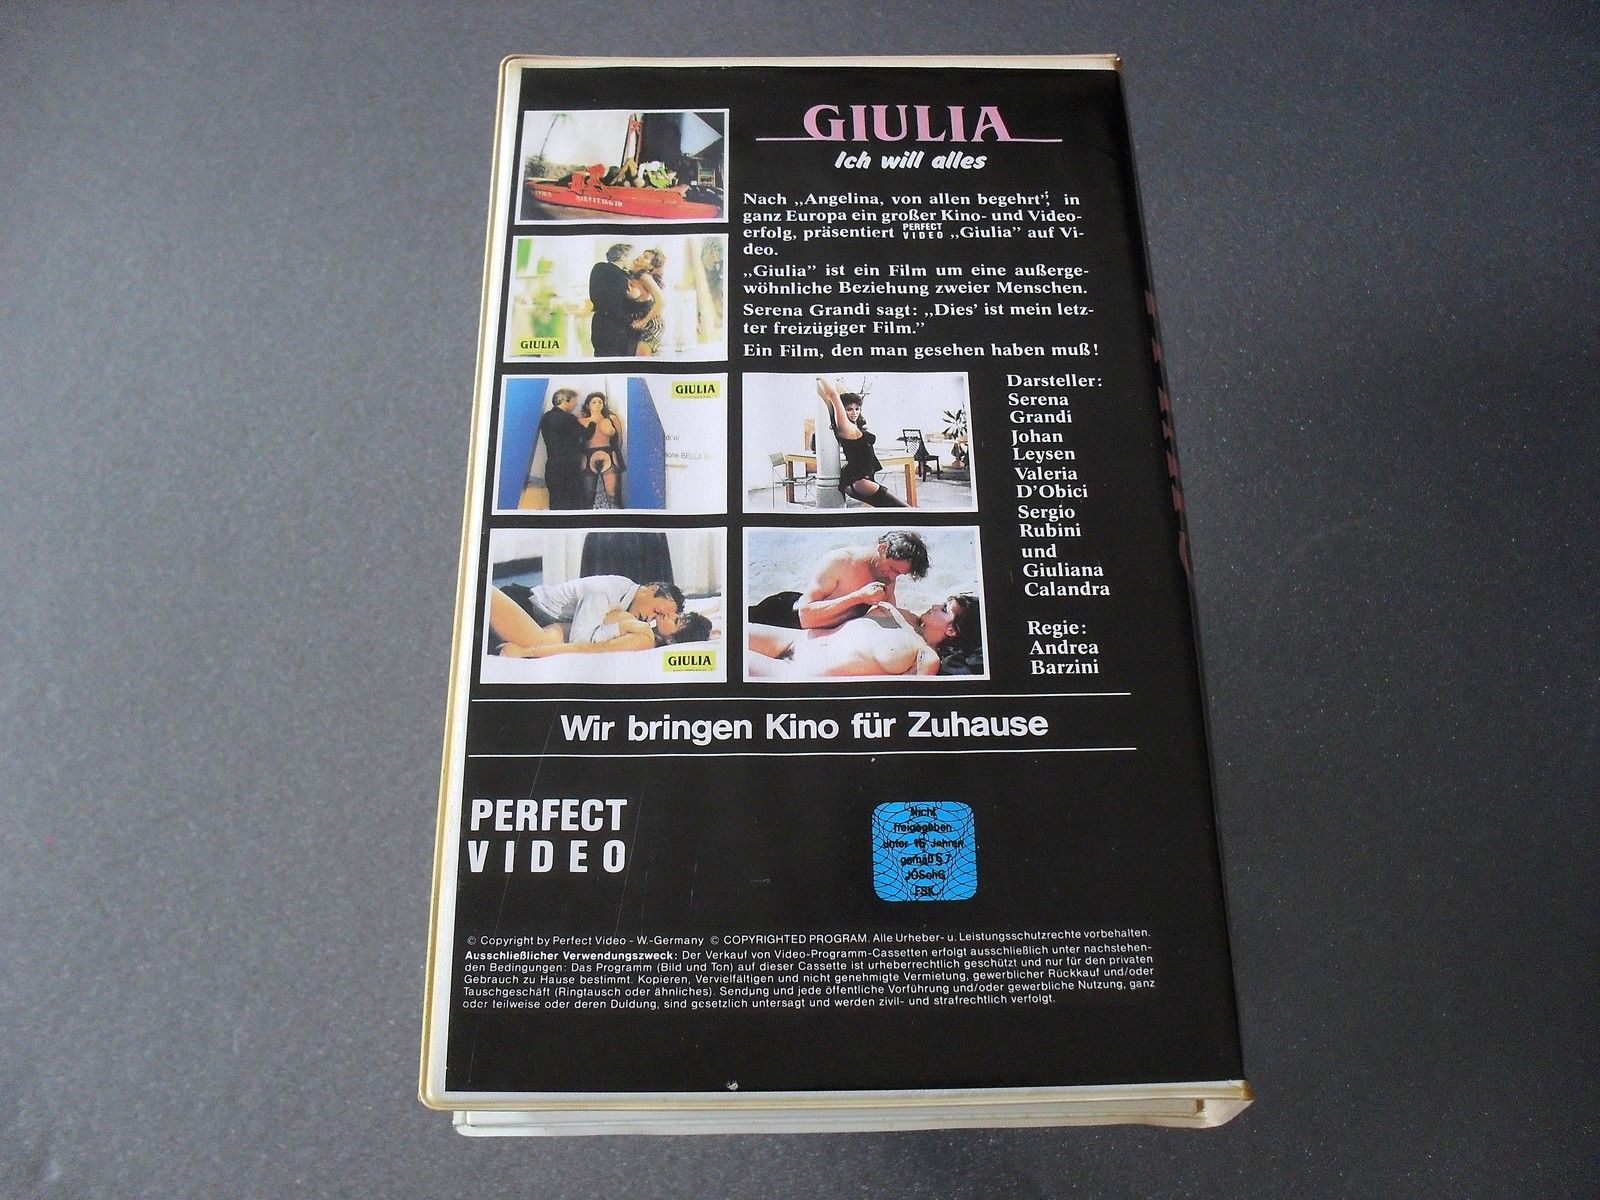 GIULIA
Ich will alles
Nach „Angelina, von allen begehrt”, in
ganz Europa ein großer Kino- und Video-
erfolg, präsentiert PERFECT VIDEO „Giulia” auf Vi-
deo.
„Giulia” ist ein Film um eine außerge-
wöhnliche Beziehung zweier Menschen.
Serena Grandi sagt: „Dies’ ist mein letz-
ter freizügiger Film.”
Ein Film, den man gesehen haben muß!
GIULIA
GIULIA
BELLA
GIULIA
Darsteller:
Serena
Grandi
Johan
Leysen
Valeria
D’Obici
Sergio
Rubini
und
Giuliana
Calandra
Regie:
Andrea
Barzini
Wir bringen Kino für Zuhause
PERFECT
VIDEO
Nicht
freigegeben
unter 16 Jahren
gemäß § 7
JÖSchG
FSK
© Copyright by Perfect Video - W.-Germany © COPYRIGHTED PROGRAM. Alle Urheber- u. Leistungsschutzrechte vorbehalten.
Ausschließlicher Verwendungszweck: Der Verkauf von Video-Programm-Cassetten erfolgt ausschließlich unter nachstehen-
den Bedingungen: Das Programm (Bild und Ton) auf dieser Cassette ist urheberrechtlich geschützt und nur für den privaten
Gebrauch zu Hause bestimmt. Kopieren, Vervielfältigen und nicht genehmigte Vermietung, gewerblicher Rückkauf und/oder
Tauschgeschäft (Ringtausch oder ähnliches). Sendung und jede öffentliche Vorführung und/oder gewerbliche Nutzung, ganz
oder teilweise oder deren Duldung, sind gesetzlich untersagt und werden zivil- und strafrechtlich verfolgt.